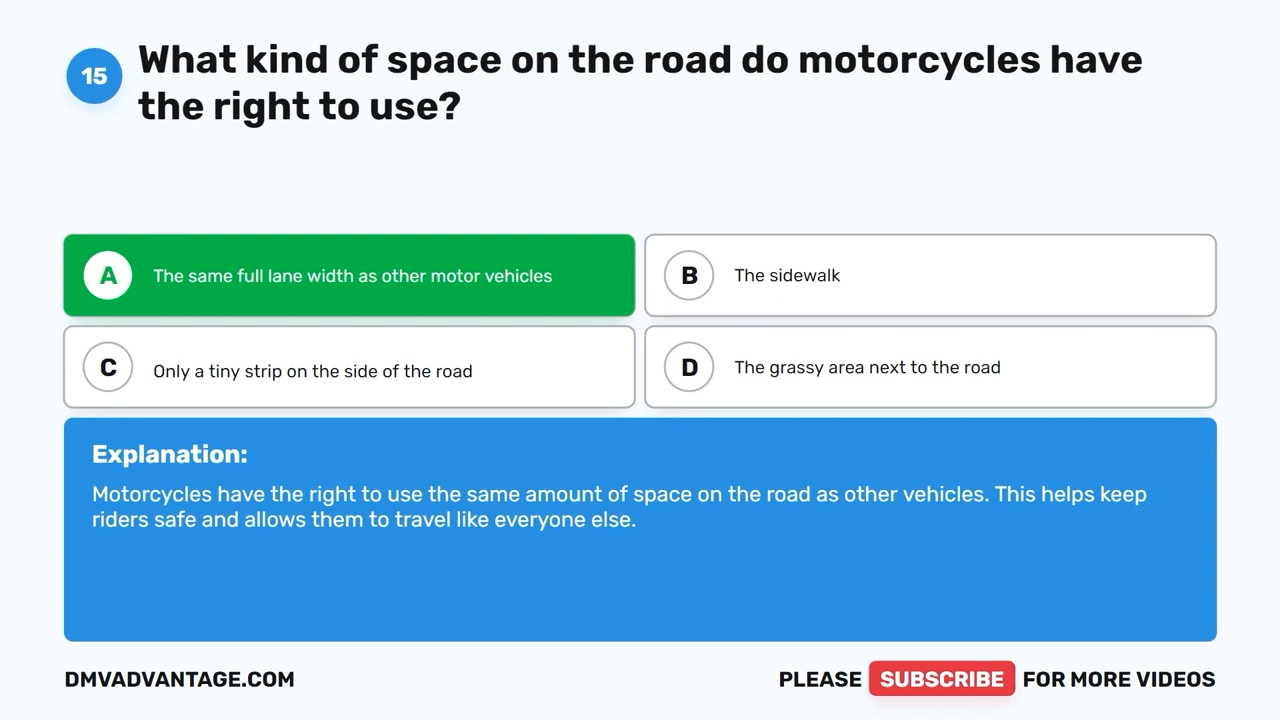 15
What kind of space on the road do motorcycles have
the right to use?
A The same full lane width as other motor vehicles
B The sidewalk
C Only a tiny strip on the side of the road
D The grassy area next to the road
Explanation:
Motorcycles have the right to use the same amount of space on the road as other vehicles. This helps keep
riders safe and allows them to travel like everyone else.
DMVADVANTAGE.COM
PLEASE SUBSCRIBE FOR MORE VIDEOS